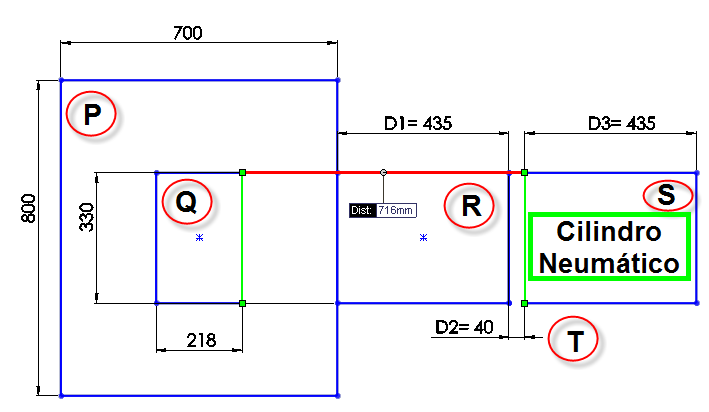 700
P
D1= 435
D3= 435
Q
S
R
800
330
Dist: 716mm
Cilindro
Neumático
D2= 40
218
T